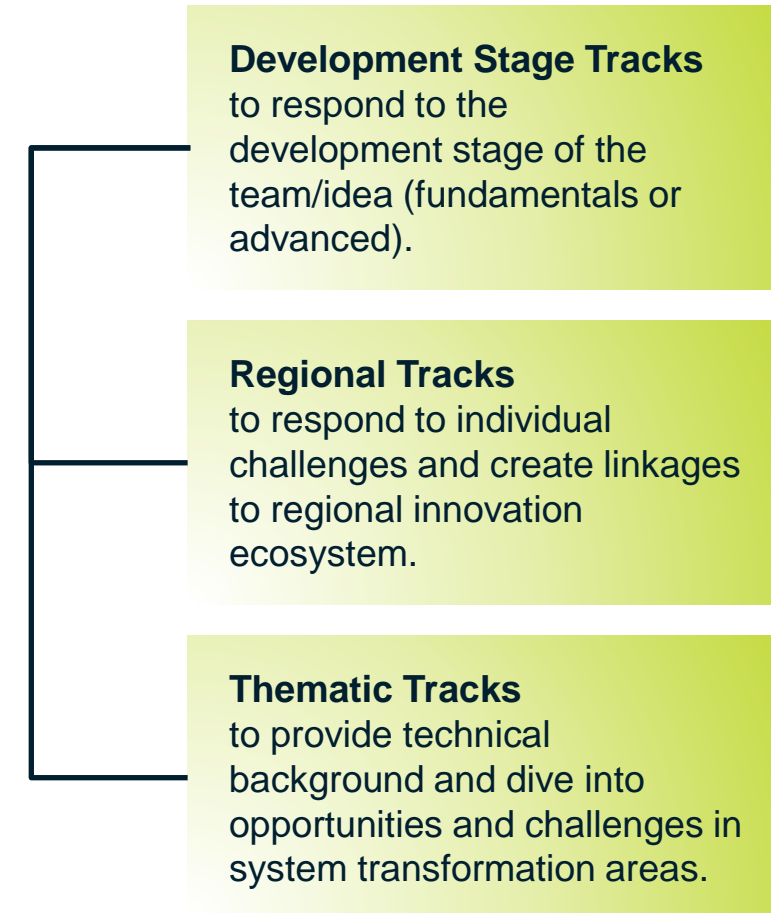 Development Stage Tracks
to respond to the
development stage of the
team/idea (fundamentals or
advanced).
Regional Tracks
to respond to individual
challenges and create linkages
to regional innovation
ecosystem.
Thematic Tracks
to provide technical
background and dive into
opportunities and challenges in
system transformation areas.